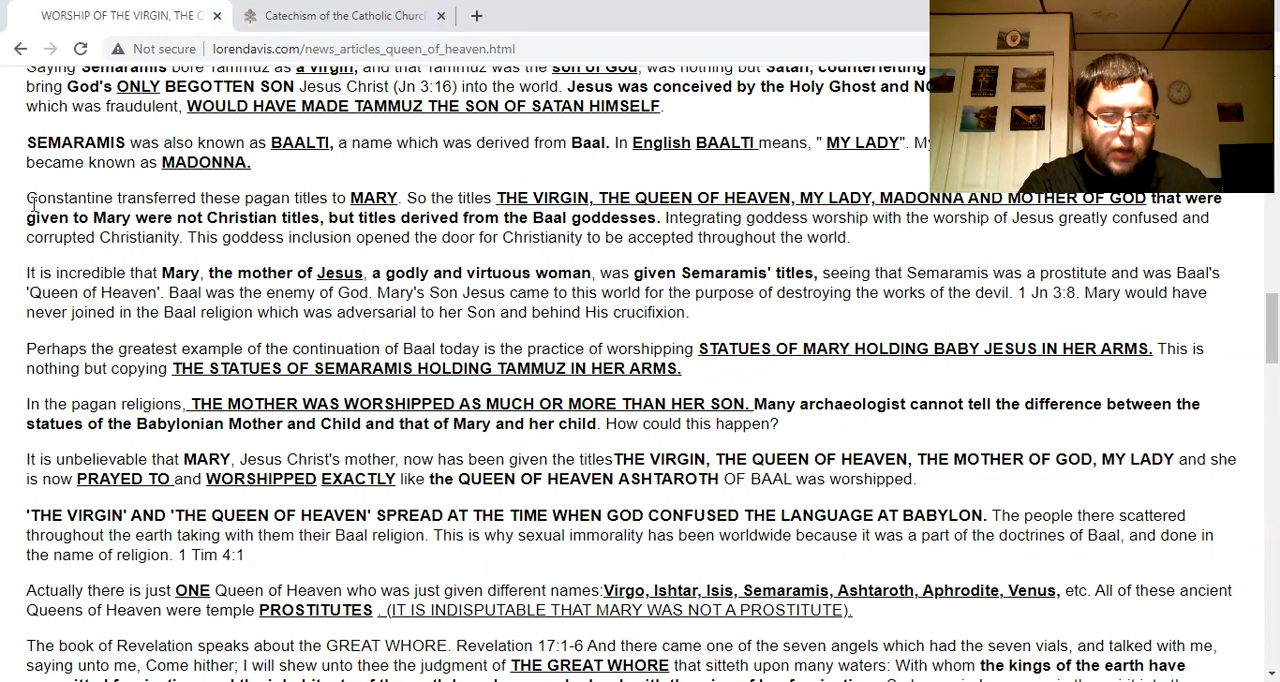 WORSHIP OF THE VIRGIN, THE Q
Catechism of the Catholic Church
Not secure
lorendavis.com/news_articles_queen_of_heaven.html
Saying Semaramis bore Tammuz as a virgin, and that Tammuz was the son of God, was nothing but Satan, counterfeiting
bring God's ONLY BEGOTTEN SON Jesus Christ (Jn 3:16) into the world. Jesus was conceived by the Holy Ghost and
which was fraudulent, WOULD HAVE MADE TAMMUZ THE SON OF SATAN HIMSELF.
SEMARAMIS was also known as BAALTI, a name which was derived from Baal. In English BAALTI means, " MY LADY".
became known as MADONNA.
Constantine transferred these pagan titles to MARY. So the titles THE VIRGIN, THE QUEEN OF HEAVEN, MY LADY, MADONNA AND MOTHER OF GOD that were
given to Mary were not Christian titles, but titles derived from the Baal goddesses. Integrating goddess worship with the worship of Jesus greatly confused and
corrupted Christianity. This goddess inclusion opened the door for Christianity to be accepted throughout the world.
It is incredible that Mary, the mother of Jesus, a godly and virtuous woman, was given Semaramis' titles, seeing that Semaramis was a prostitute and was Baal's
'Queen of Heaven'. Baal was the enemy of God. Mary's Son Jesus came to this world for the purpose of destroying the works of the devil. 1 Jn 3:8. Mary would have
never joined in the Baal religion which was adversarial to her Son and behind His crucifixion.
Perhaps the greatest example of the continuation of Baal today is the practice of worshipping STATUES OF MARY HOLDING BABY JESUS IN HER ARMS. This is
nothing but copying THE STATUES OF SEMARAMIS HOLDING TAMMUZ IN HER ARMS.
In the pagan religions, THE MOTHER WAS WORSHIPPED AS MUCH OR MORE THAN HER SON. Many archaeologist cannot tell the difference between the
statues of the Babylonian Mother and Child and that of Mary and her child. How could this happen?
It is unbelievable that MARY, Jesus Christ's mother, now has been given the titlesTHE VIRGIN, THE QUEEN OF HEAVEN, THE MOTHER OF GOD, MY LADY and she
is now PRAYED TO and WORSHIPPED EXACTLY like the QUEEN OF HEAVEN ASHTAROTH OF BAAL was worshipped.
'THE VIRGIN' AND 'THE QUEEN OF HEAVEN' SPREAD AT THE TIME WHEN GOD CONFUSED THE LANGUAGE AT BABYLON. The people there scattered
throughout the earth taking with them their Baal religion. This is why sexual immorality has been worldwide because it was a part of the doctrines of Baal, and done in
the name of religion. 1 Tim 4:1
Actually there is just ONE Queen of Heaven who was just given different names:Virgo, Ishtar, Isis, Semaramis, Ashtaroth, Aphrodite, Venus, etc. All of these ancient
Queens of Heaven were temple PROSTITUTES . (IT IS INDISPUTABLE THAT MARY WAS NOT A PROSTITUTE).
The book of Revelation speaks about the GREAT WHORE. Revelation 17:1-6 And there came one of the seven angels which had the seven vials, and talked with me,
saying unto me, Come hither; I will shew unto thee the judgment of THE GREAT WHORE that sitteth upon many waters: With whom the kings of the earth have